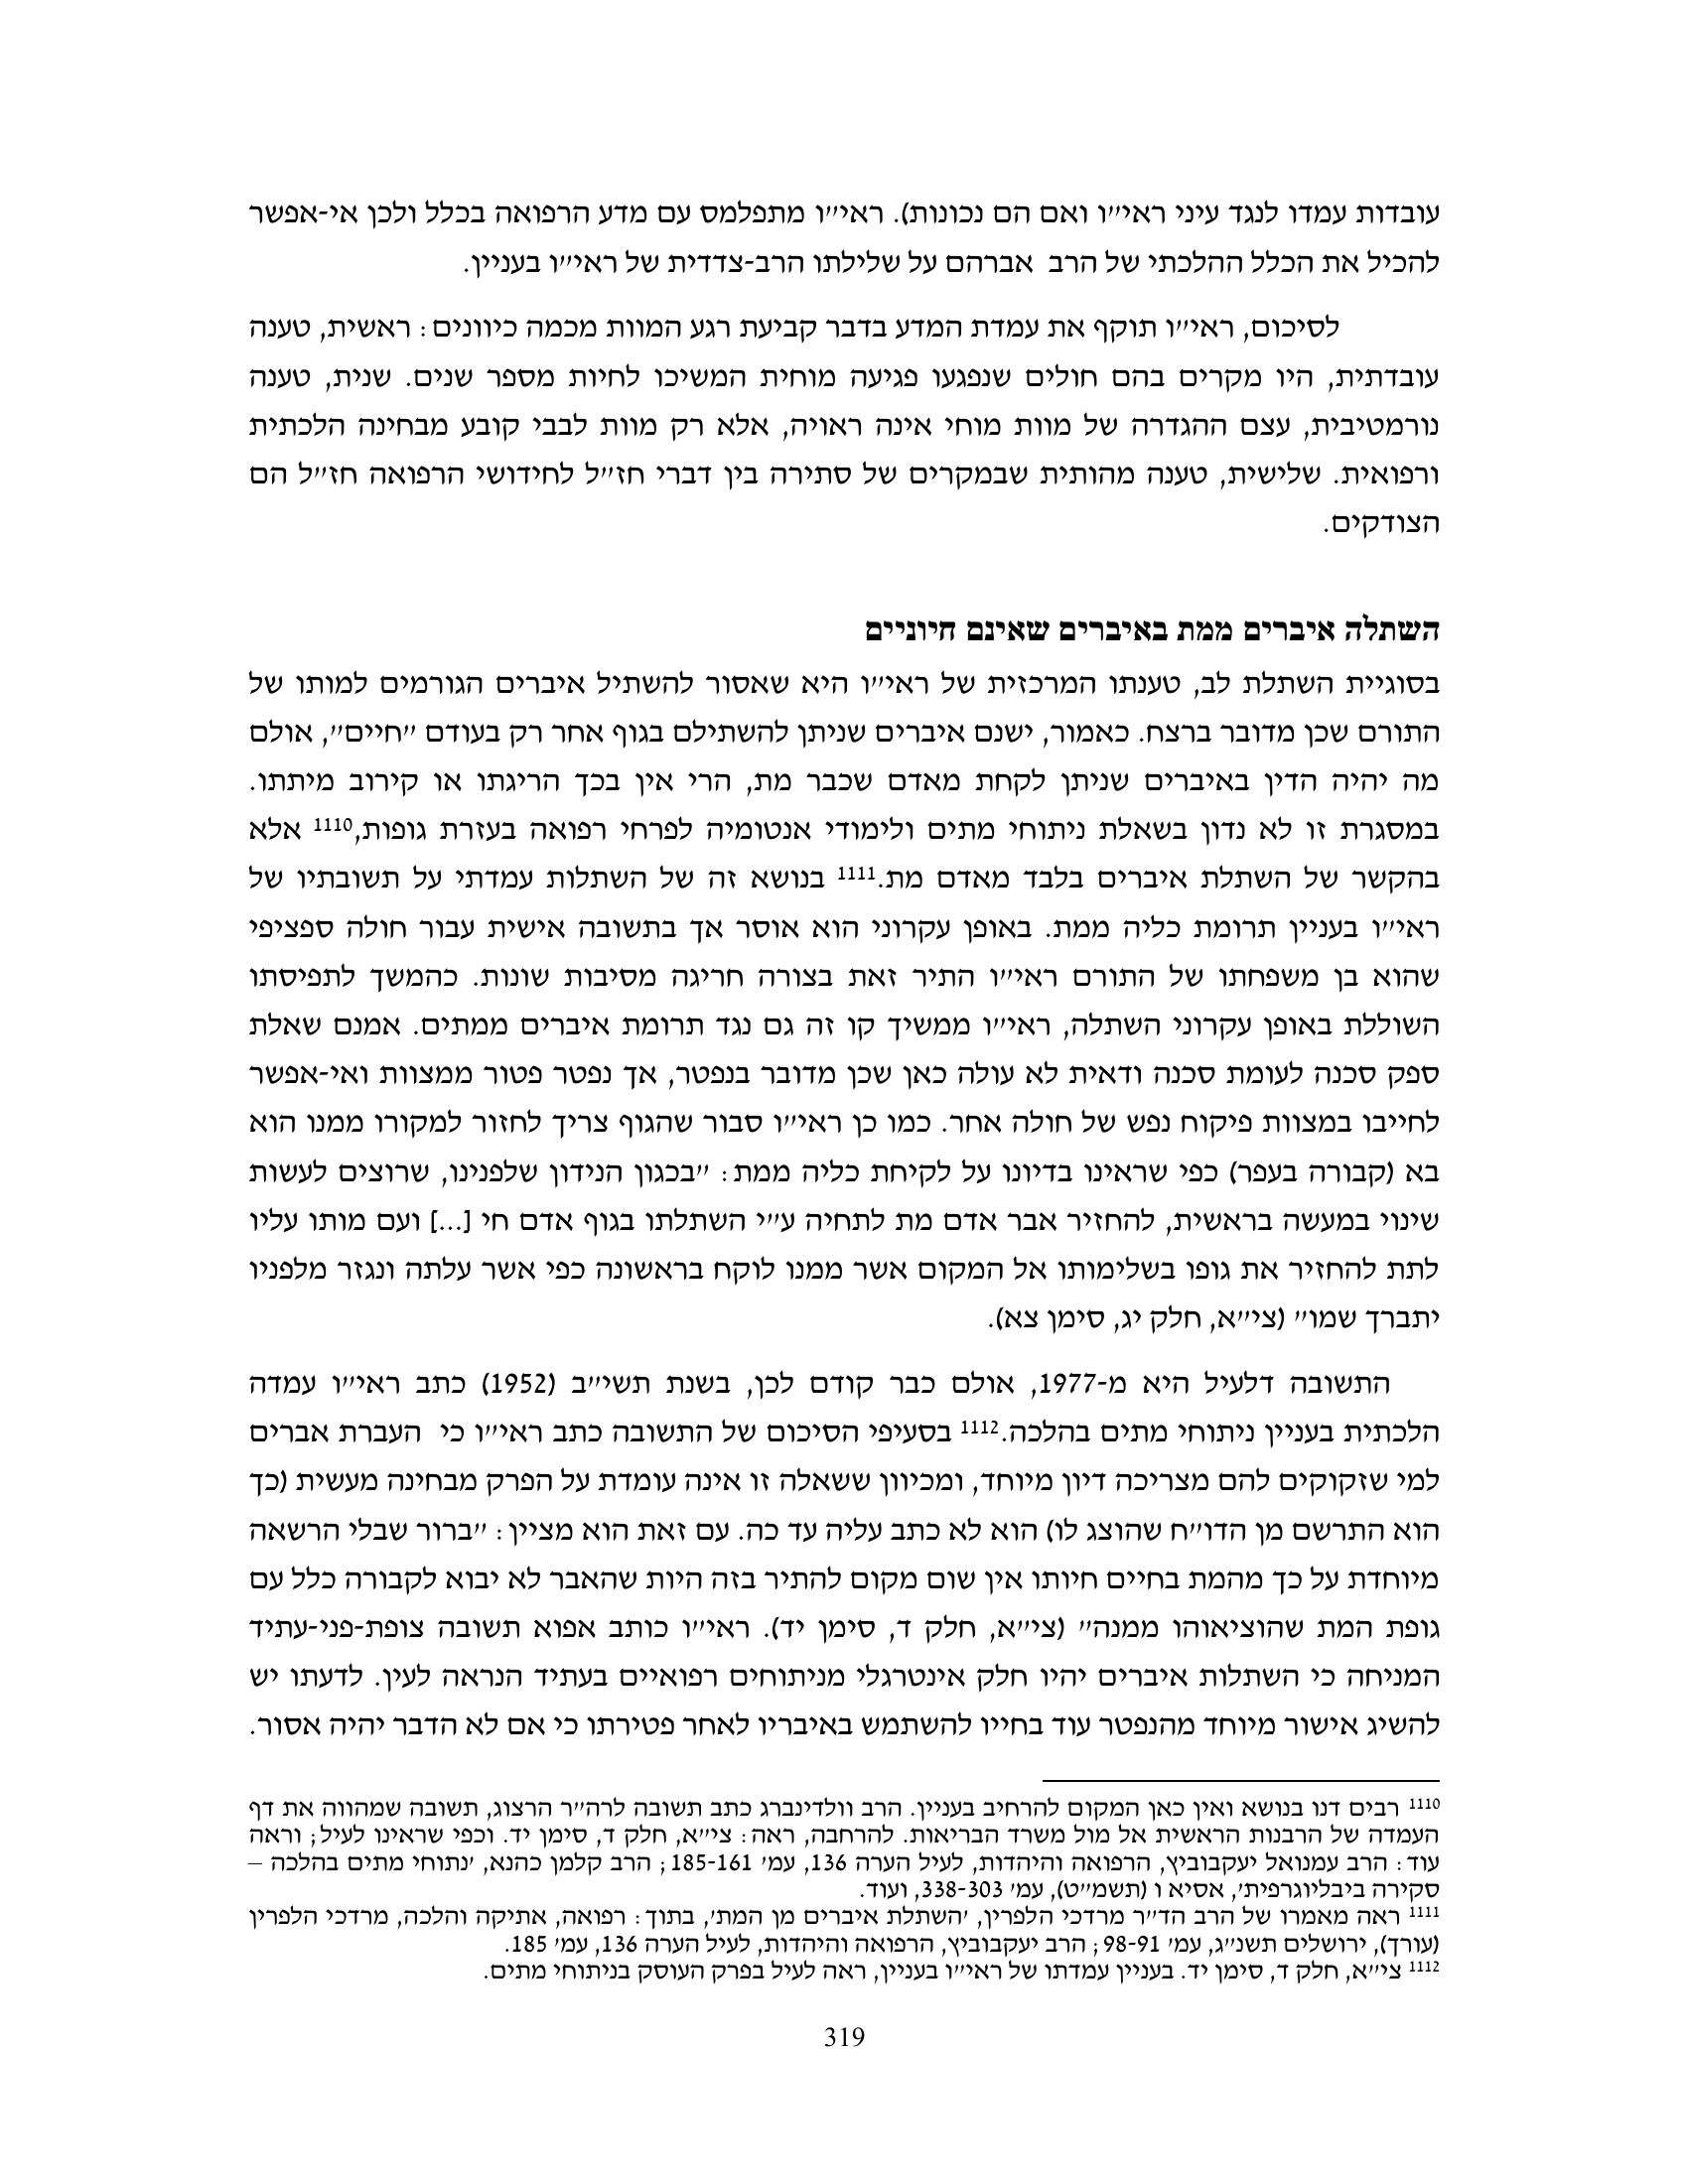 עובדות עמדו לנגד עיני ראי״ו ואם הם נכונות). ראי״ו מתפלמס עם מדע הרפואה בכלל ולכן אי-אפשר
להכיל את הכלל ההלכתי של הרב  אברהם על שלילתו הרב-צדדית של ראי״ו בעניין.
לסיכום, ראי״ו תוקף את עמדת המדע בדבר קביעת רגע המוות מכמה כיוונים: ראשית, טענה
עובדתית, היו מקרים בהם חולים שנפגעו פגיעה מוחית המשיכו לחיות מספר שנים. שנית, טענה
נורמטיבית, עצם ההגדרה של מוות מוחי אינה ראויה, אלא רק מוות לבבי קובע מבחינה הלכתית
ורפואית. שלישית, טענה מהותית שבמקרים של סתירה בין דברי חז״ל לחידושי הרפואה חז״ל הם
הצודקים.
השתלה איברים ממת באיברים שאינם חיוניים
בסוגיית השתלת לב, טענתו המרכזית של ראי״ו היא שאסור להשתיל איברים הגורמים למותו של
התורם שכן מדובר ברצח. כאמור, ישנם איברים שניתן להשתילם בגוף אחר רק בעודם ״חיים״, אולם
מה יהיה הדין באיברים שניתן לקחת מאדם שכבר מת, הרי אין בכך הריגתו או קירוב מיתתו.
במסגרת זו לא נדון בשאלת ניתוחי מתים ולימודי אנטומיה לפרחי רפואה בעזרת גופות,1110 אלא
בהקשר של השתלת איברים בלבד מאדם מת.1111 בנושא זה של השתלות עמדתי על תשובתיו של
ראי״ו בעניין תרומת כליה ממת. באופן עקרוני הוא אוסר אך בתשובה אישית עבור חולה ספציפי
שהוא בן משפחתו של התורם ראי״ו התיר זאת בצורה חריגה מסיבות שונות. כהמשך לתפיסתו
השוללת באופן עקרוני השתלה, ראי״ו ממשיך קו זה גם נגד תרומת איברים ממתים. אמנם שאלת
ספק סכנה לעומת סכנה ודאית לא עולה כאן שכן מדובר בנפטר, אך נפטר פטור ממצוות ואי-אפשר
לחייבו במצוות פיקוח נפש של חולה אחר. כמו כן ראי״ו סבור שהגוף צריך לחזור למקורו ממנו הוא
בא (קבורה בעפר) כפי שראינו בדיונו על לקיחת כליה ממת: ״בכגון הנידון שלפנינו, שרוצים לעשות
שינוי במעשה בראשית, להחזיר אבר אדם מת לתחיה ע״י השתלתו בגוף אדם חי [...] ועם מותו עליו
לתת להחזיר את גופו בשלימותו אל המקום אשר ממנו לוקח בראשונה כפי אשר עלתה ונגזר מלפניו
יתברך שמו״ (צי״א, חלק יג, סימן צא).
התשובה דלעיל היא מ-1977, אולם כבר קודם לכן, בשנת תשי״ב (1952) כתב ראי״ו עמדה
הלכתית בעניין ניתוחי מתים בהלכה.1112 בסעיפי הסיכום של התשובה כתב ראי״ו כי  העברת אברים
למי שזקוקים להם מצריכה דיון מיוחד, ומכיוון ששאלה זו אינה עומדת על הפרק מבחינה מעשית (כך
הוא התרשם מן הדו״ח שהוצג לו) הוא לא כתב עליה עד כה. עם זאת הוא מציין: ״ברור שבלי הרשאה
מיוחדת על כך מהמת בחיים חיותו אין שום מקום להתיר בזה היות שהאבר לא יבוא לקבורה כלל עם
גופת המת שהוציאוהו ממנה״ (צי״א, חלק ד, סימן יד). ראי״ו כותב אפוא תשובה צופת-פני-עתיד
המניחה כי השתלות איברים יהיו חלק אינטרגלי מניתוחים רפואיים בעתיד הנראה לעין. לדעתו יש
להשיג אישור מיוחד מהנפטר עוד בחייו להשתמש באיבריו לאחר פטירתו כי אם לא הדבר יהיה אסור.
1110 רבים דנו בנושא ואין כאן המקום להרחיב בעניין. הרב וולדינברג כתב תשובה לרה״ר הרצוג, תשובה שמהווה את דף
העמדה של הרבנות הראשית אל מול משרד הבריאות. להרחבה, ראה: צי״א, חלק ד, סימן יד. וכפי שראינו לעיל; וראה
עוד: הרב עמנואל יעקבוביץ, הרפואה והיהדות, לעיל הערה 136, עמ׳ 185-161; הרב קלמן כהנא, ׳נתוחי מתים בהלכה –
סקירה ביבליוגרפית׳, אסיא ו (תשמ״ט), עמ׳ 338-303, ועוד.
1111 ראה מאמרו של הרב הד״ר מרדכי הלפרין, ׳השתלת איברים מן המת׳, בתוך: רפואה, אתיקה והלכה, מרדכי הלפרין
(עורך), ירושלים תשנ״ג, עמ׳ 98-91; הרב יעקבוביץ, הרפואה והיהדות, לעיל הערה 136, עמ׳ 185.
1112 צי״א, חלק ד, סימן יד. בעניין עמדתו של ראי״ו בעניין, ראה לעיל בפרק העוסק בניתוחי מתים.
319